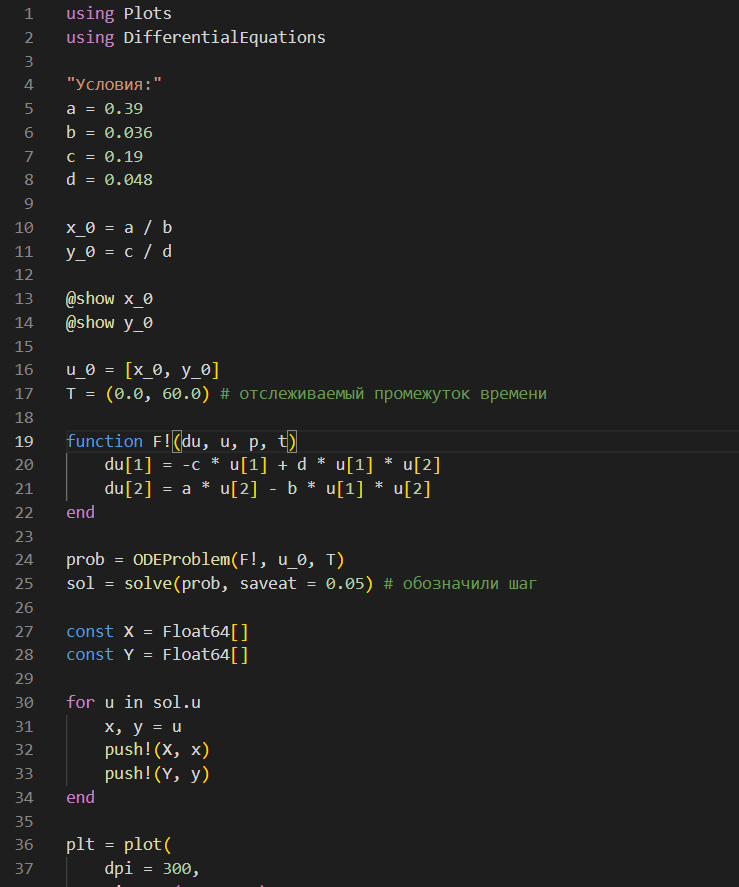 1 using Plots
2 using DifferentialEquations
3
4 "Условия:"
5 a = 0.39
6 b = 0.036
7 c = 0.19
8 d = 0.048
9
10 x_0 = a / b
11 y_0 = c / d
12
13 @show x_0
14 @show y_0
15
16 u_0 = [x_0, y_0]
17 T = (0.0, 60.0) # отслеживаемый промежуток времени
18
19 function F!(du, u, p, t)
20 du[1] = -c * u[1] + d * u[1] * u[2]
21 du[2] = a * u[2] - b * u[1] * u[2]
22 end
23
24 prob = ODEProblem(F!, u_0, T)
25 sol = solve(prob, saveat = 0.05) # обозначили шаг
26
27 const X = Float64[]
28 const Y = Float64[]
29
30 for u in sol.u
31 x, y = u
32 push!(X, x)
33 push!(Y, y)
34 end
35
36 plt = plot(
37 dpi = 300,